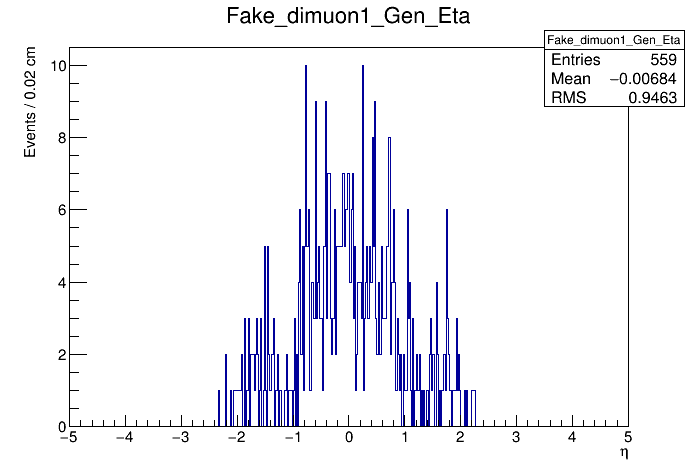 Fake_dimuon1_Gen_Eta
Fake_dimuon1_Gen_Eta
Entries 559
Mean −0.00684
RMS 0.9463
Events / 0.02 cm
10
8
6
4
2
0
−5 −4 −3 −2 −1 0 1 2 3 4 5
η